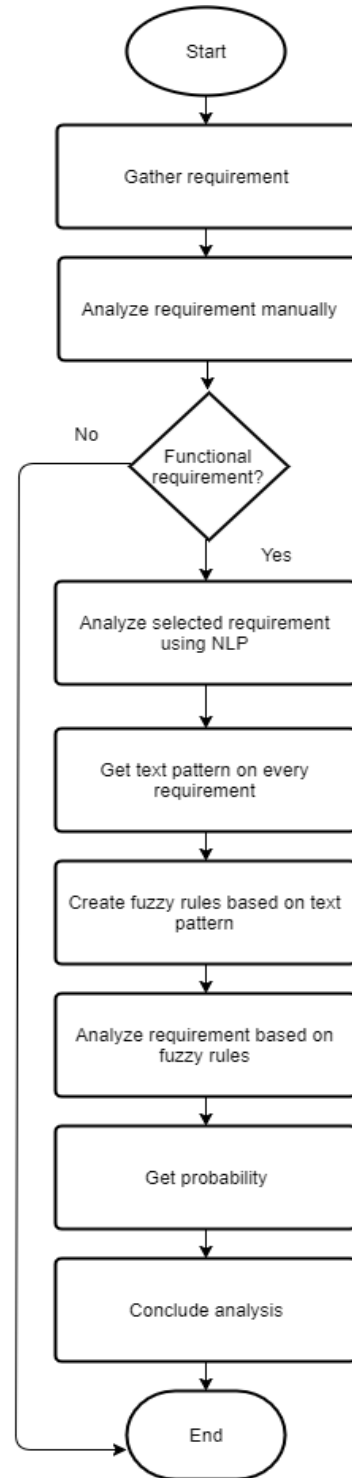 Start
Gather requirement
Analyze requirement manually
No
Functional
requirement?
Yes
Analyze selected requirement
using NLP
Get text pattern on every
requirement
Create fuzzy rules based on text
pattern
Analyze requirement based on
fuzzy rules
Get probability
Conclude analysis
End